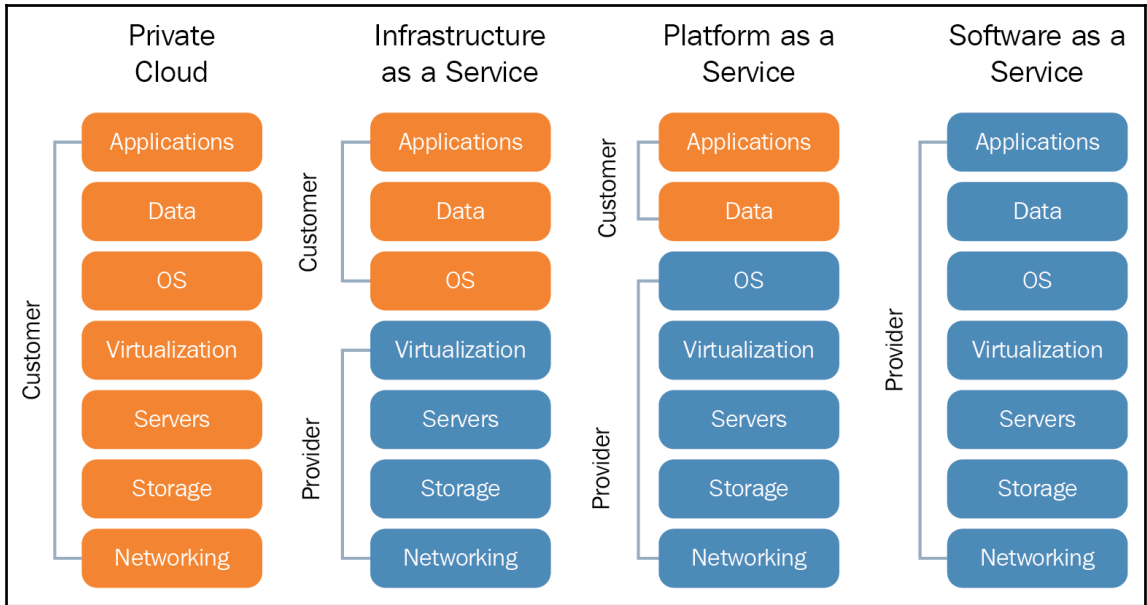 Private
Cloud
Customer
Applications
Data
OS
Virtualization
Servers
Storage
Networking
Infrastructure
as a Service
Customer
Applications
Data
OS
Provider
Virtualization
Servers
Storage
Networking
Platform as a
Service
Customer
Applications
Data
Provider
OS
Virtualization
Servers
Storage
Networking
Software as a
Service
Provider
Applications
Data
OS
Virtualization
Servers
Storage
Networking